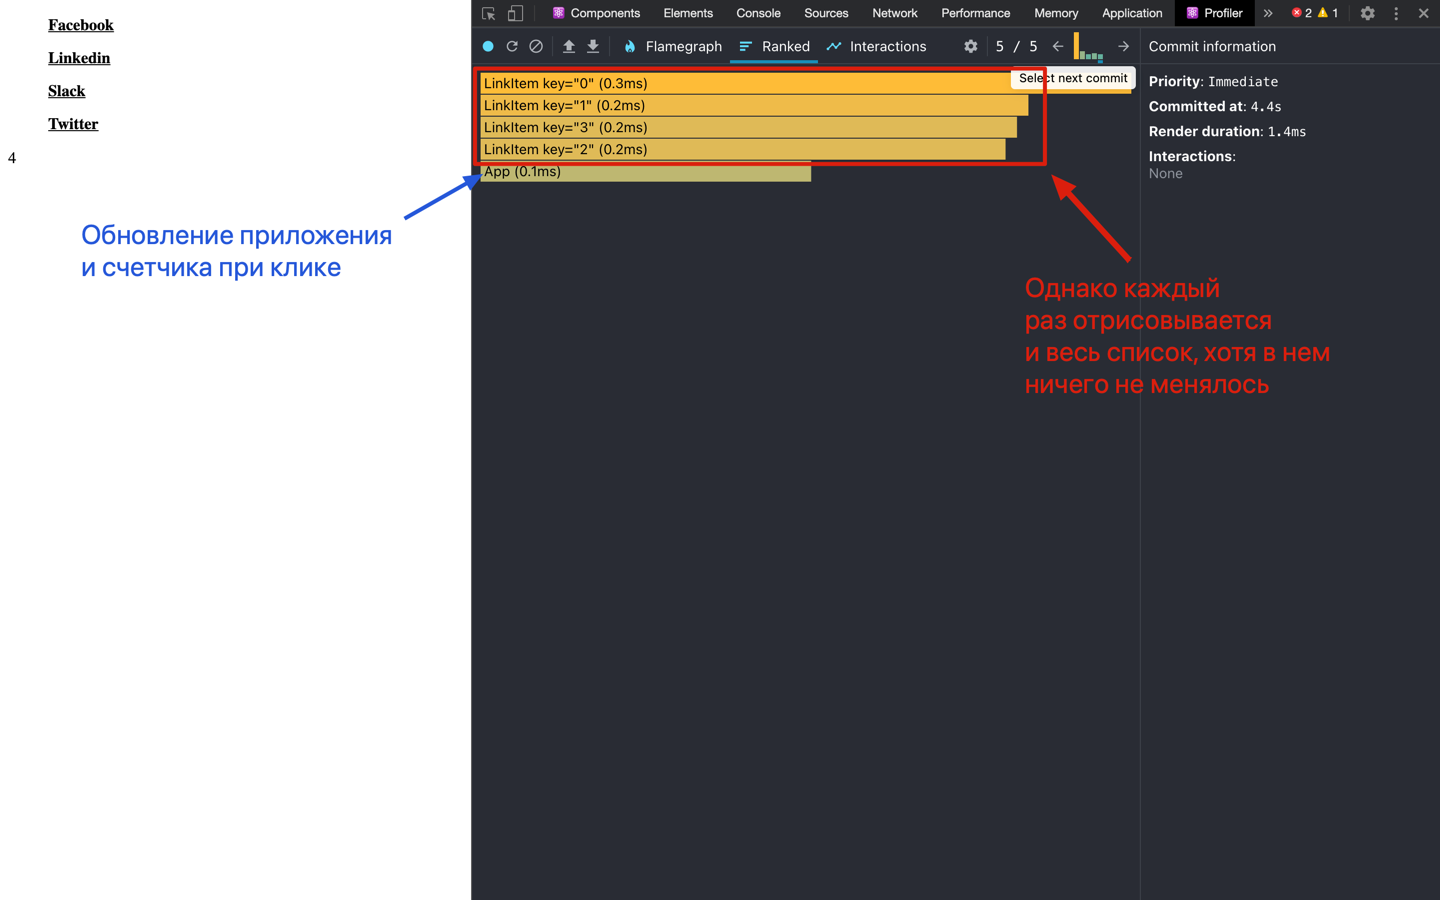 Facebook
Linkedin
Slack
Twitter
4
Обновление приложения
и счетчика при клике
Components Elements Console Sources Network Performance Memory Application Profiler » 2 1
Flamegraph Ranked Interactions 5 / 5
Select next commit
LinkItem key="0" (0.3ms)
LinkItem key="1" (0.2ms)
LinkItem key="3" (0.2ms)
LinkItem key="2" (0.2ms)
App (0.1ms)
Однако каждый
раз отрисовывается
и весь список, хотя в нем
ничего не менялось
Commit information
Priority: Immediate
Committed at: 4.4s
Render duration: 1.4ms
Interactions:
None